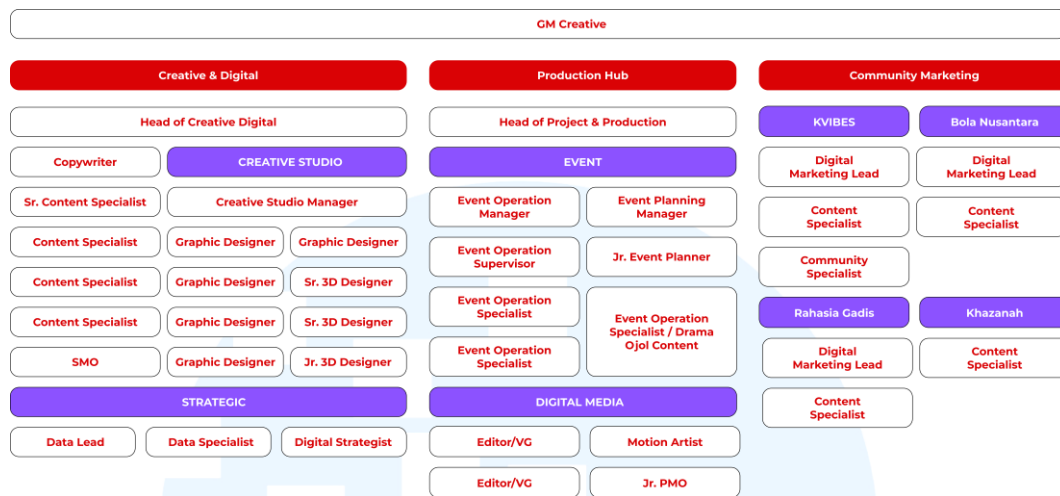 GM Creative
Creative & Digital
Head of Creative Digital
Copywriter
CREATIVE STUDIO
Sr. Content Specialist
Creative Studio Manager
Content Specialist
Graphic Designer
Graphic Designer
Content Specialist
Graphic Designer
Sr. 3D Designer
Content Specialist
Graphic Designer
Sr. 3D Designer
SMO
Graphic Designer
Jr. 3D Designer
STRATEGIC
Data Lead
Data Specialist
Digital Strategist
Production Hub
Head of Project & Production
EVENT
Event Operation
Manager
Event Planning
Manager
Event Operation
Supervisor
Jr. Event Planner
Event Operation
Specialist
Event Operation
Specialist / Drama
Ojol Content
Event Operation
Specialist
DIGITAL MEDIA
Editor/VG
Motion Artist
Editor/VG
Jr. PMO
Community Marketing
KVIBES
Bola Nusantara
Digital
Marketing Lead
Digital
Marketing Lead
Content
Specialist
Content
Specialist
Community
Specialist
Rahasia Gadis
Khazanah
Digital
Marketing Lead
Content
Specialist
Content
Specialist